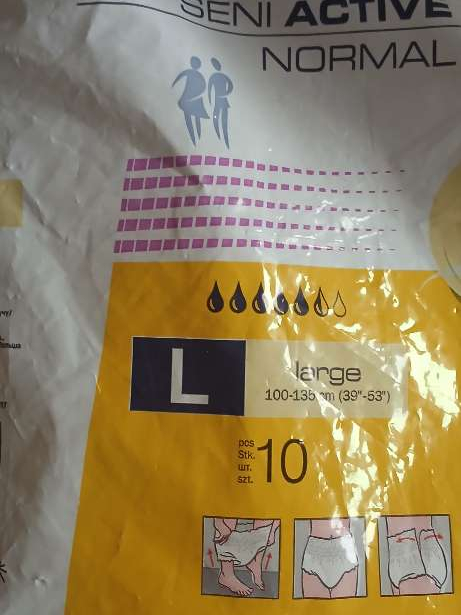 SENI ACTIVE
NORMAL
L
large
100-135 cm (39"-53")
pcs
Stk.
шт.
szt.
10